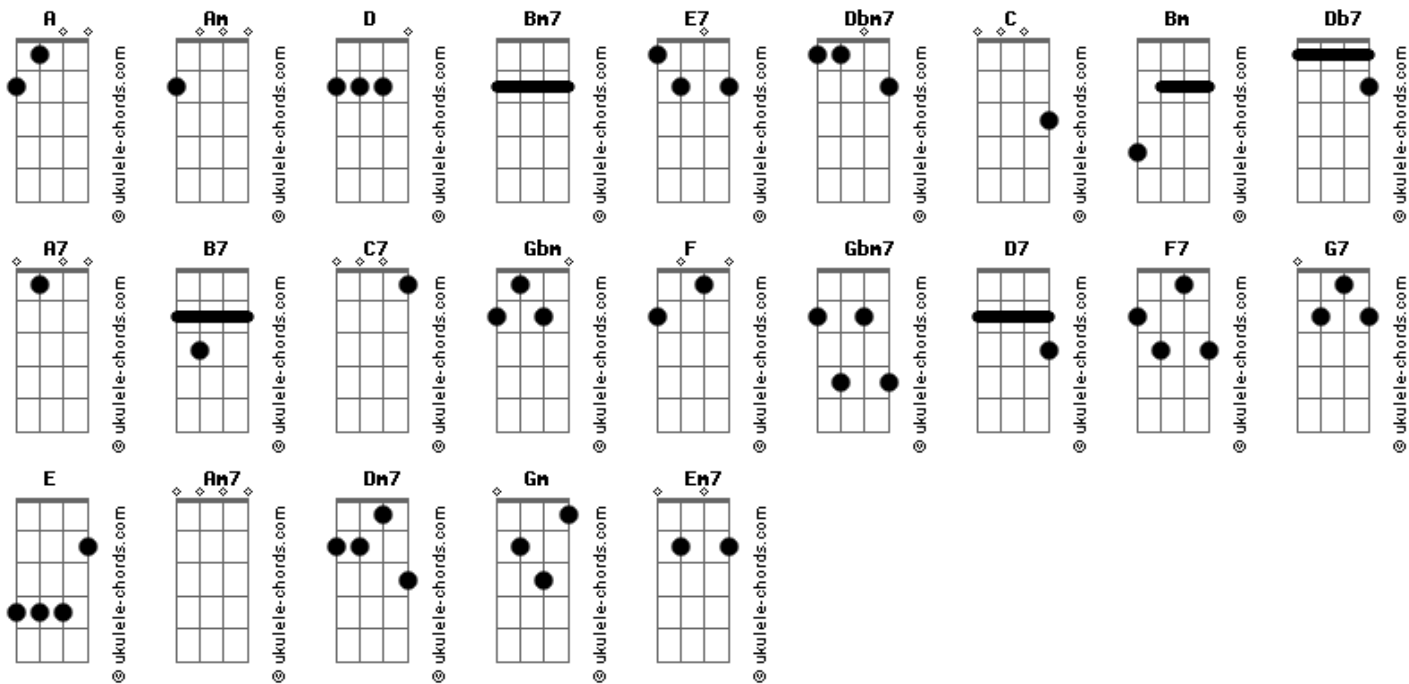 A Am D Bm7 E7 Dbm7 C Bm Db7
© ukulele-chords.com © ukulele-chords.com © ukulele-chords.com © ukulele-chords.com © ukulele-chords.com © ukulele-chords.com © ukulele-chords.com © ukulele-chords.com © ukulele-chords.com
A7 B7 C7 Gbm F Gbm7 D7 F7 G7
© ukulele-chords.com © ukulele-chords.com © ukulele-chords.com © ukulele-chords.com © ukulele-chords.com © ukulele-chords.com © ukulele-chords.com © ukulele-chords.com © ukulele-chords.com
E Am7 Dm7 Gm Em7
© ukulele-chords.com © ukulele-chords.com © ukulele-chords.com © ukulele-chords.com © ukulele-chords.com